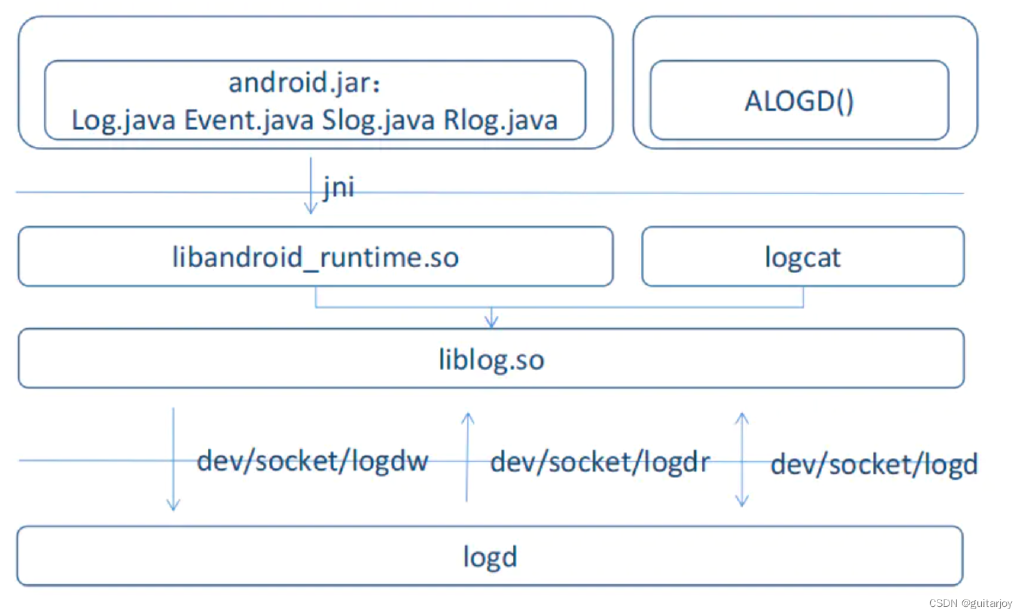 android.jar：
Log.java Event.java Slog.java Rlog.java
ALOGD()
jni
libandroid_runtime.so
logcat
liblog.so
dev/socket/logdw
dev/socket/logdr
dev/socket/logd
logd
CSDN @guitarjoy